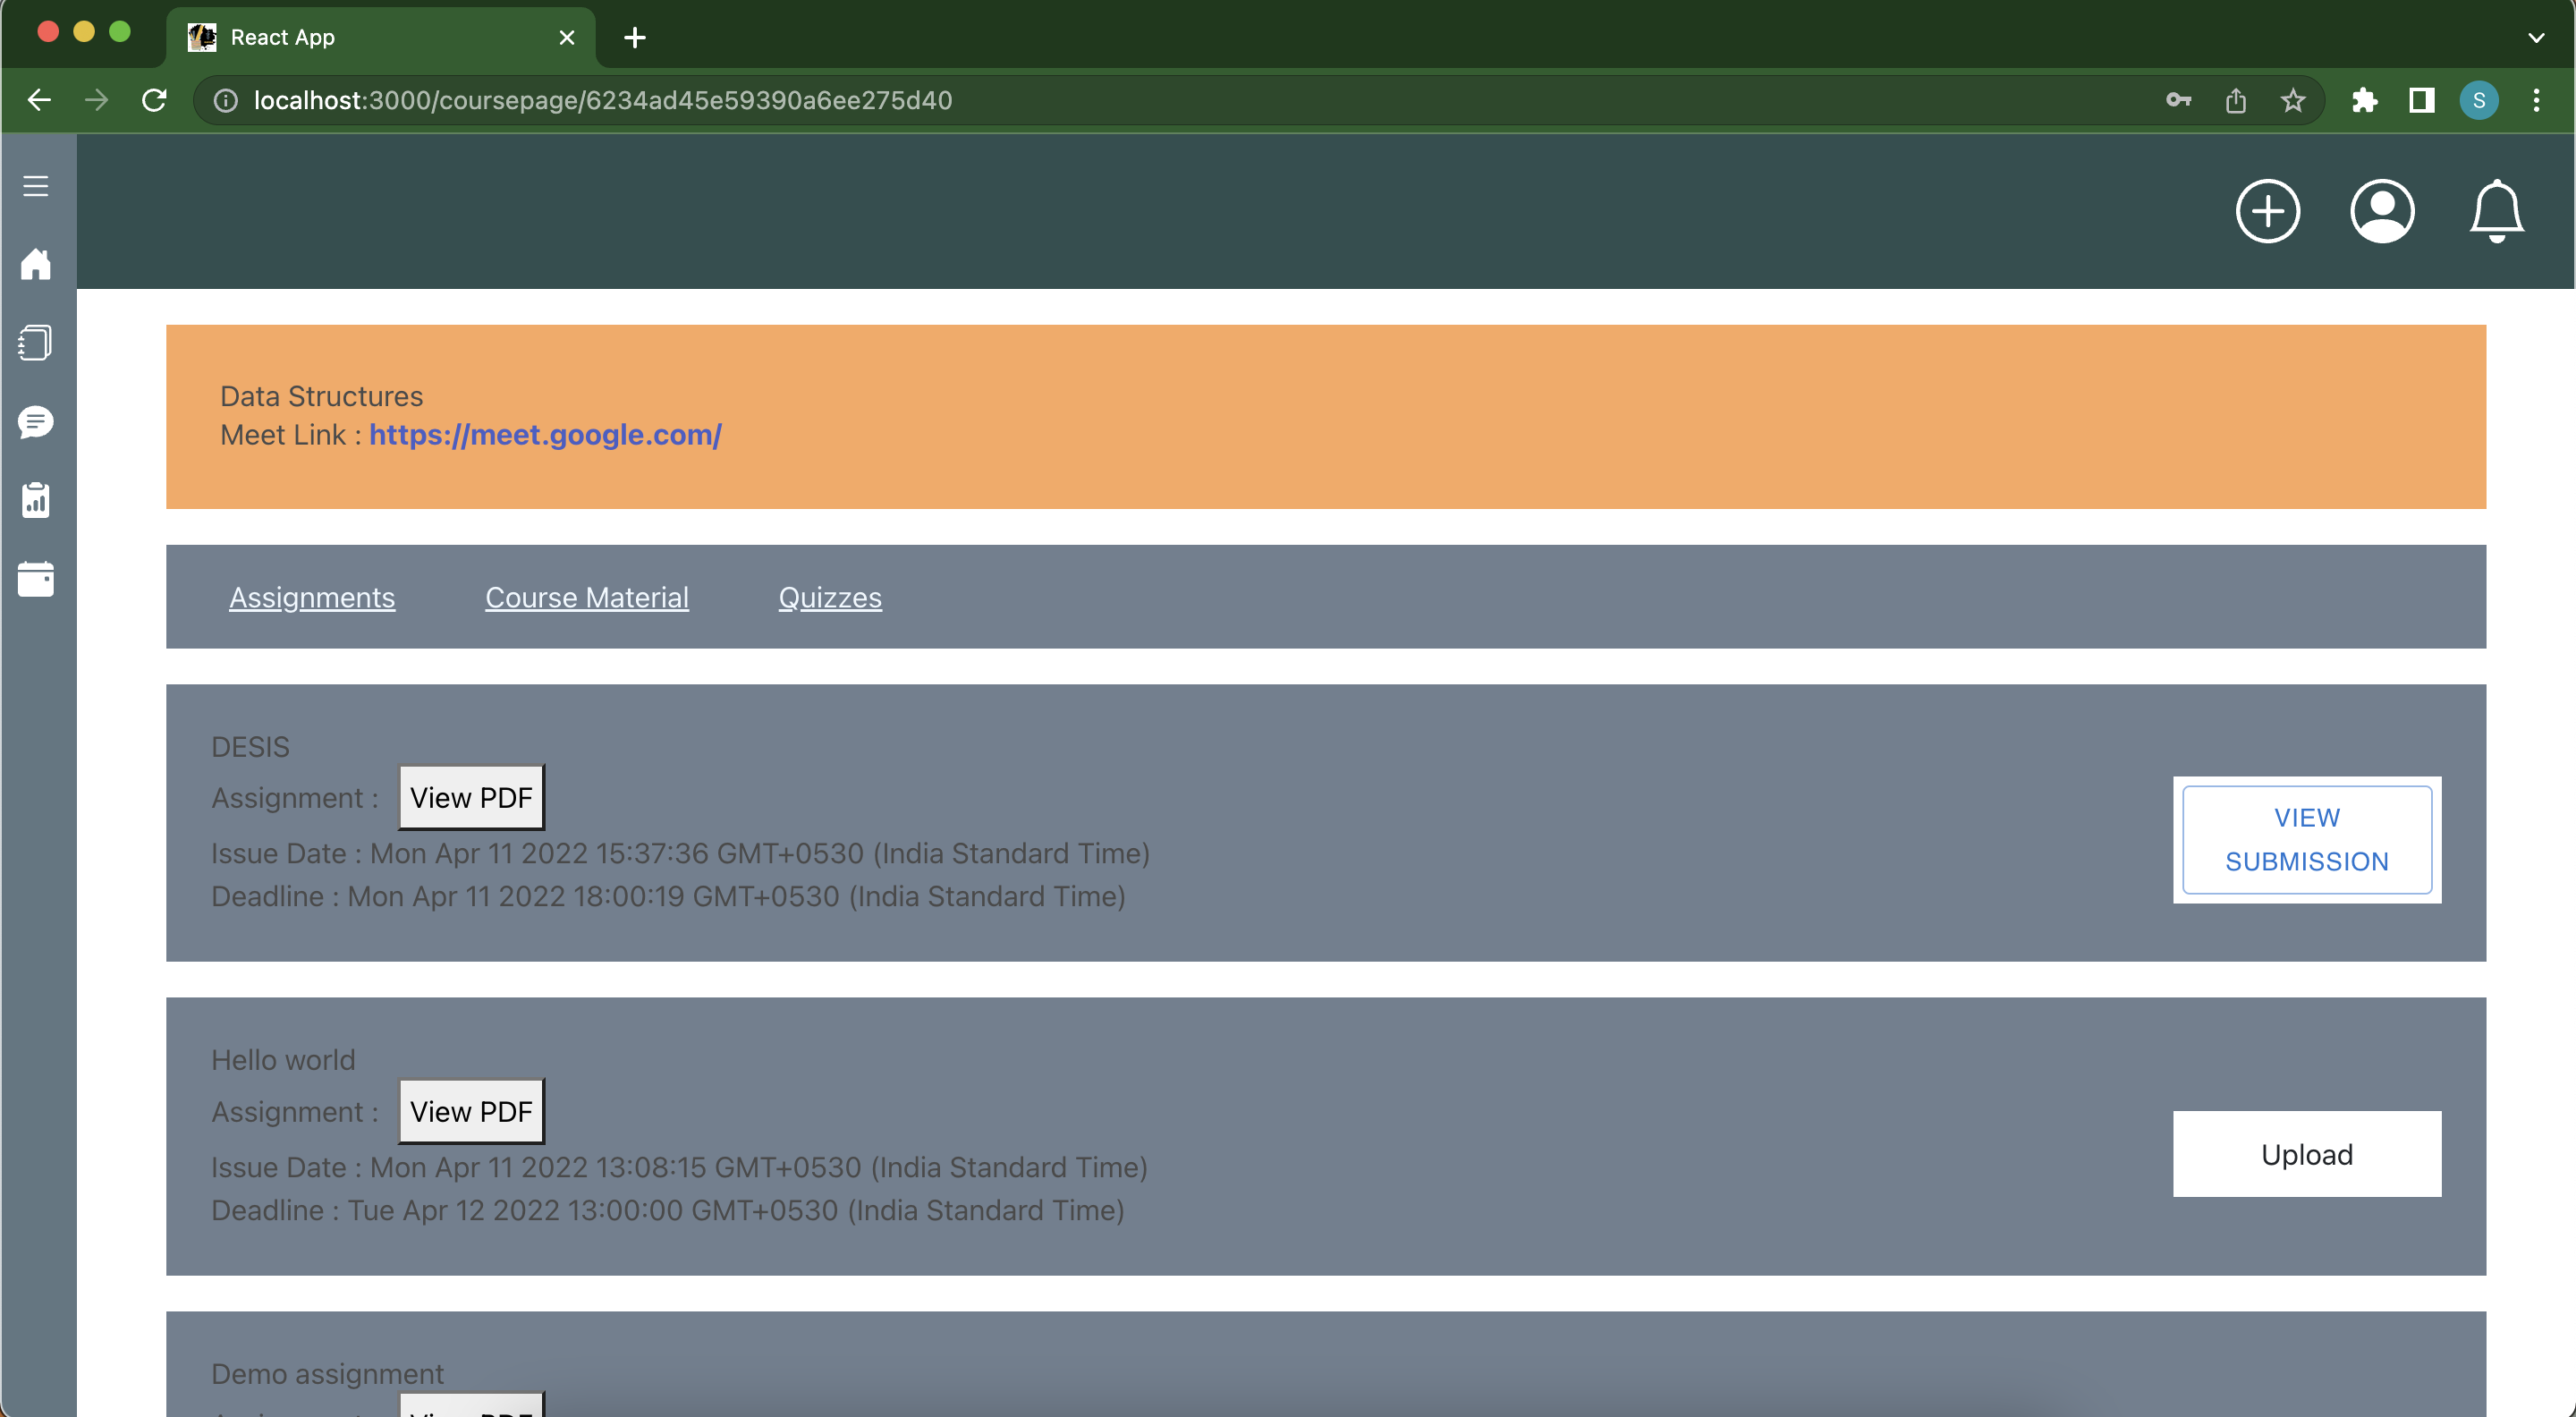 React App
localhost:3000/coursepage/6234ad45e59390a6ee275d40
S
Data Structures
Meet Link : https://meet.google.com/
Assignments Course Material Quizzes
DESIS
Assignment : View PDF
Issue Date : Mon Apr 11 2022 15:37:36 GMT+0530 (India Standard Time)
Deadline : Mon Apr 11 2022 18:00:19 GMT+0530 (India Standard Time)
VIEW
SUBMISSION
Hello world
Assignment : View PDF
Issue Date : Mon Apr 11 2022 13:08:15 GMT+0530 (India Standard Time)
Deadline : Tue Apr 12 2022 13:00:00 GMT+0530 (India Standard Time)
Upload
Demo assignment
View PDF